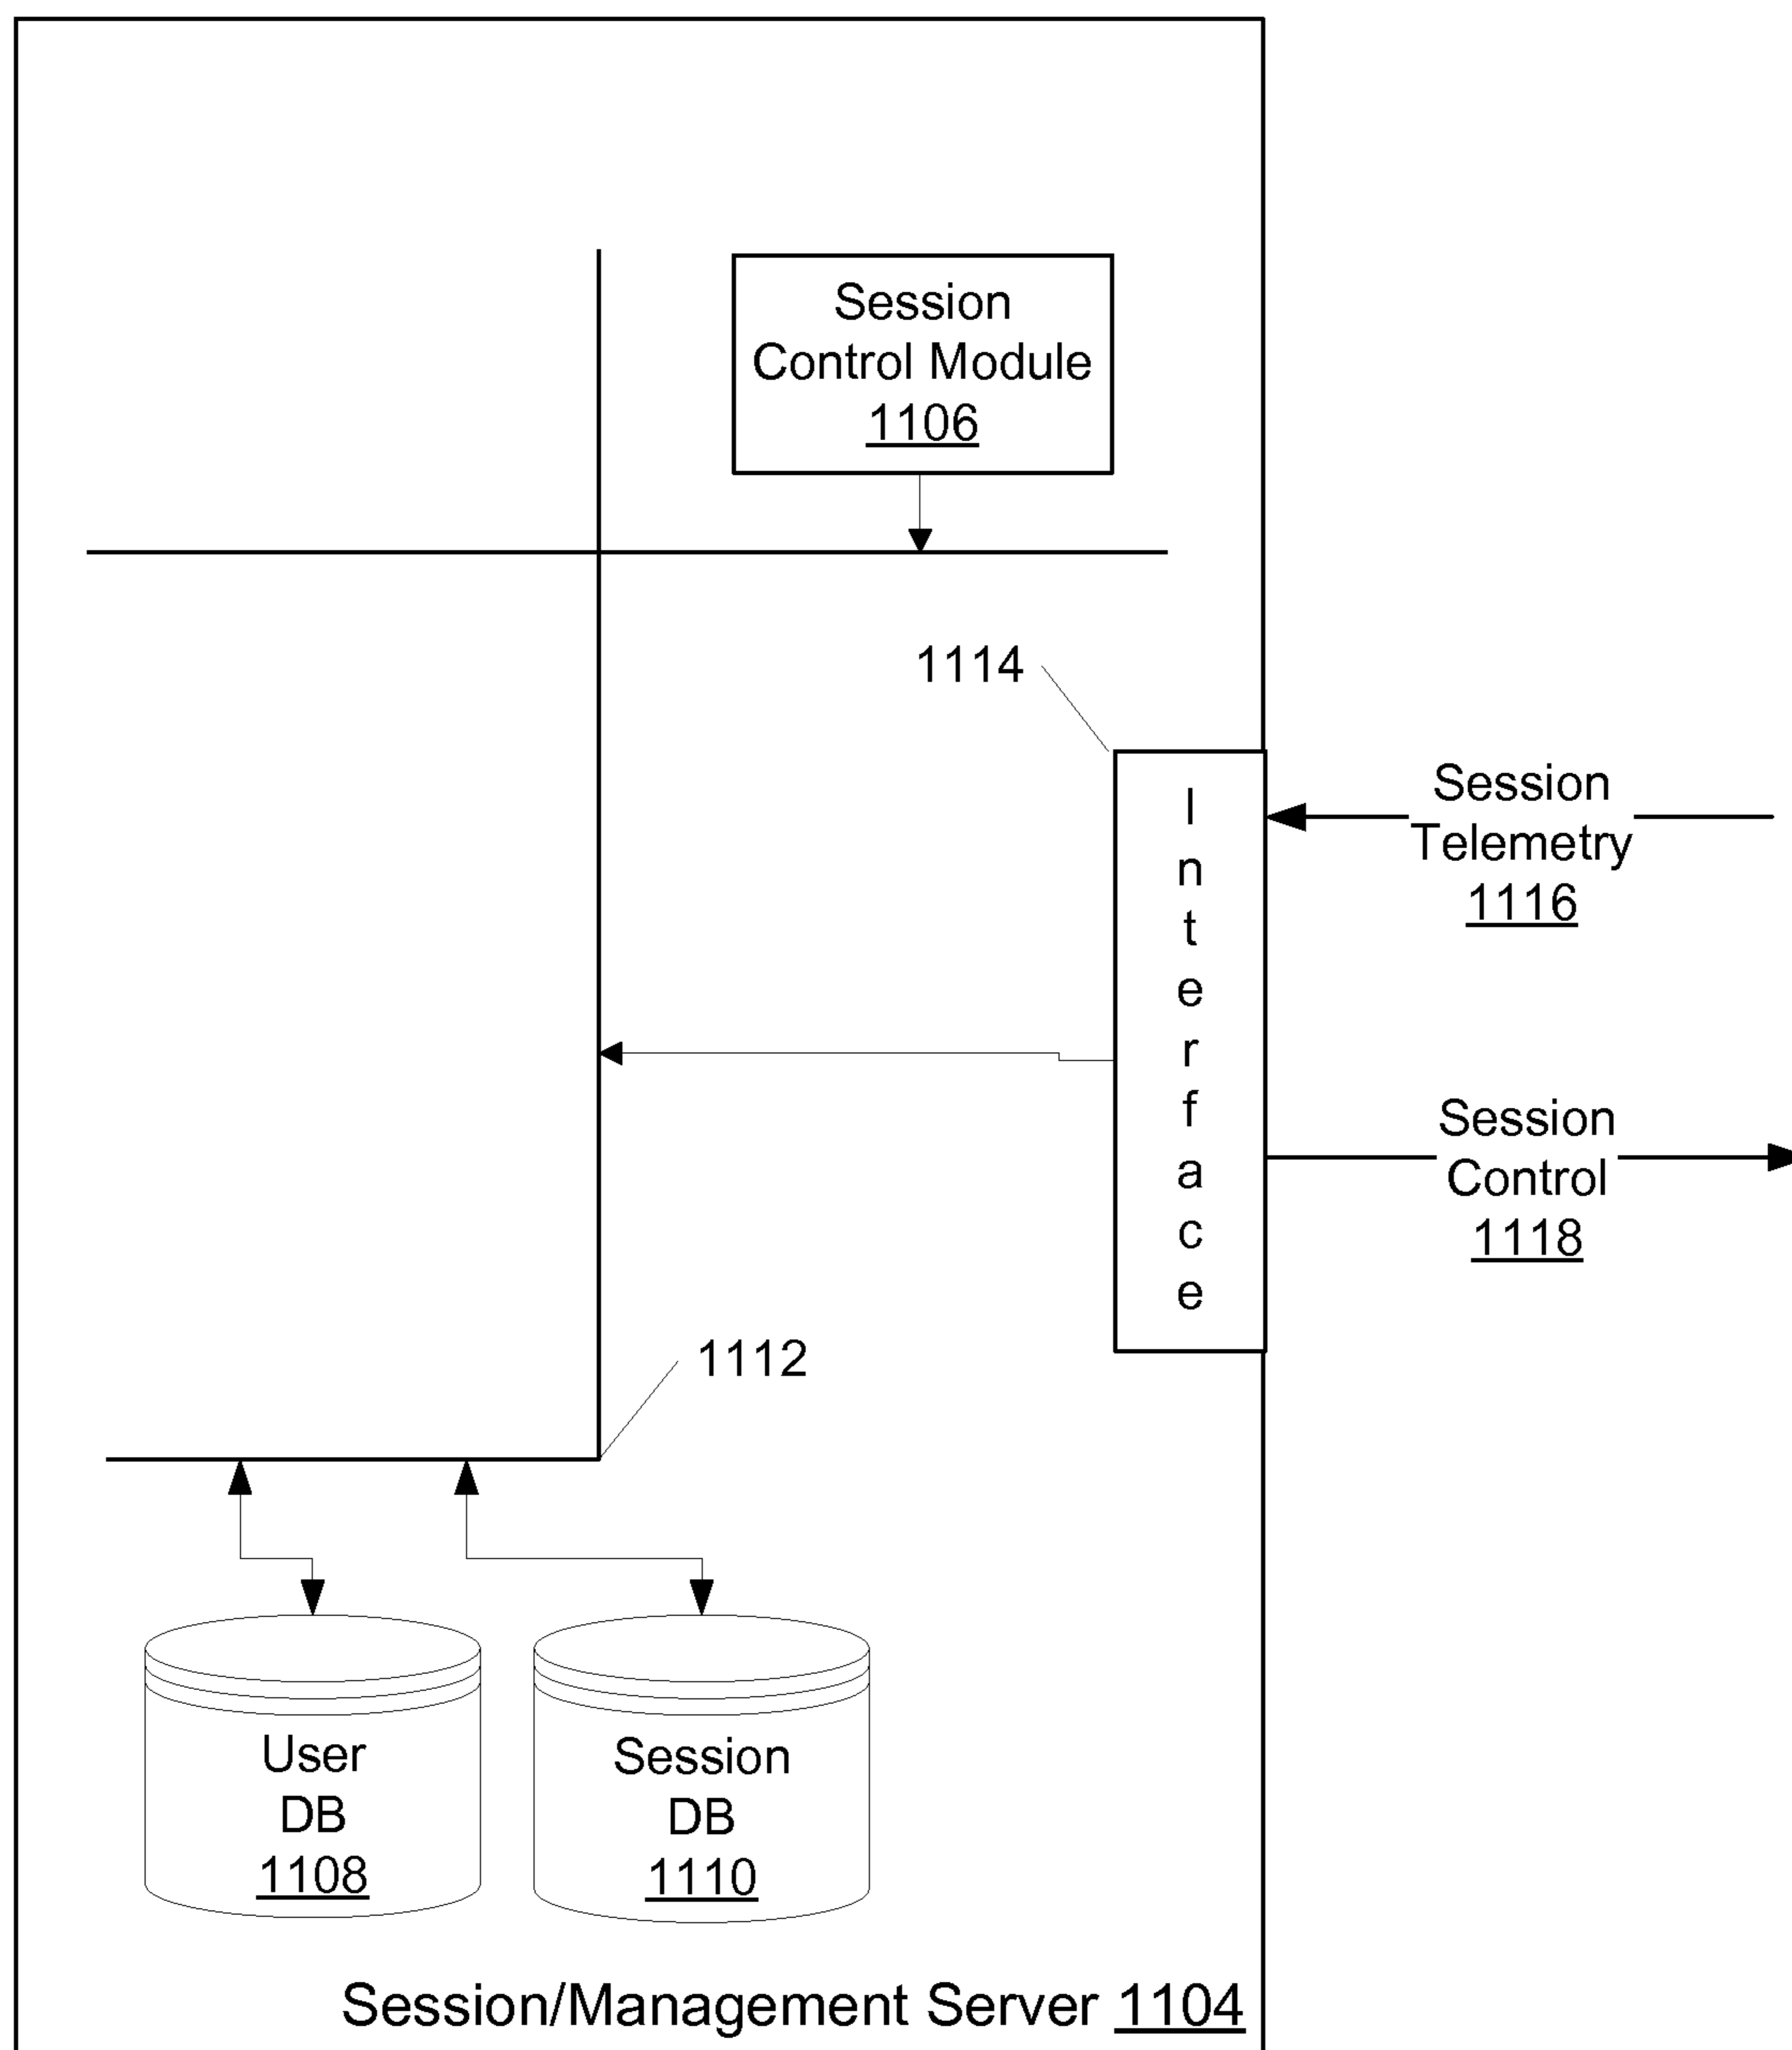 Session
Control Module
1106
1114
I
n
t
e
r
f
a
c
e
Session
Telemetry
1116
Session
Control
1118
1112
User
DB
1108
Session
DB
1110
Session/Management Server 1104